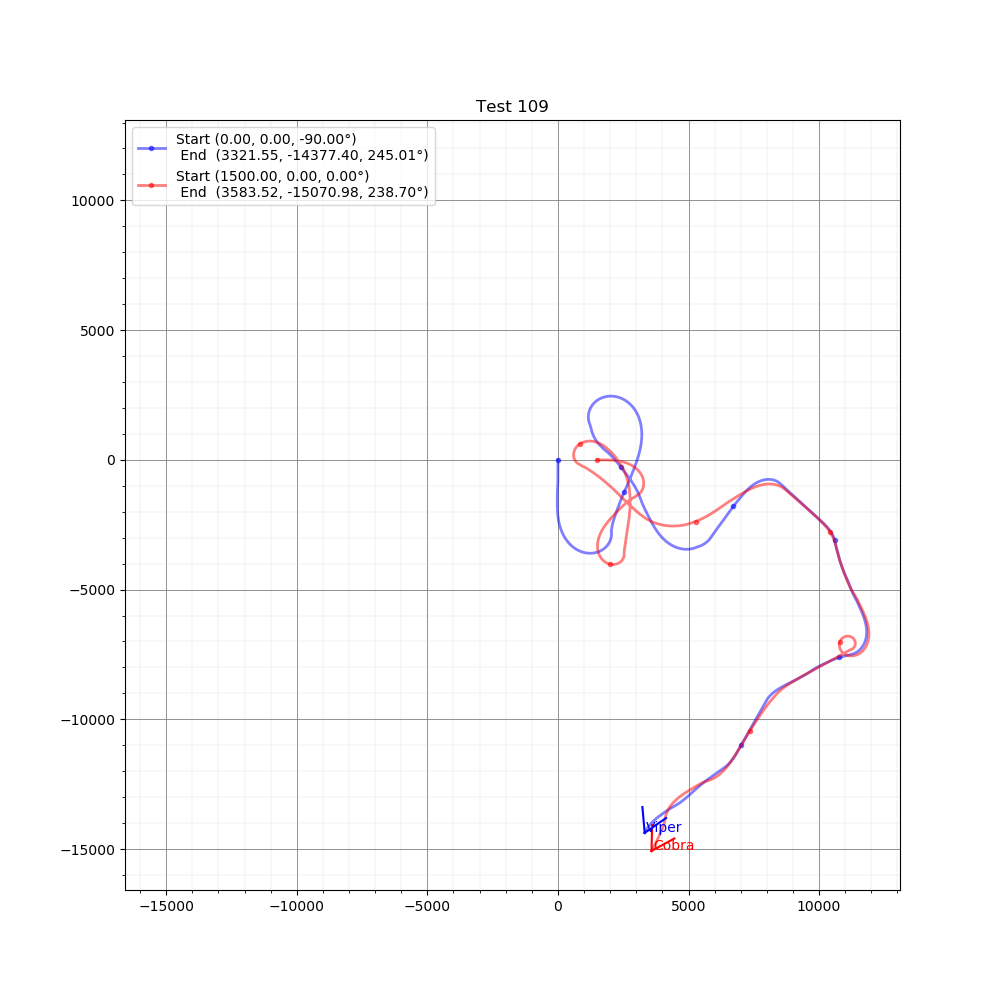 Test 109
Start (0.00, 0.00, -90.00°)
End  (3321.55, -14377.40, 245.01°)
Start (1500.00, 0.00, 0.00°)
End  (3583.52, -15070.98, 238.70°)
10000
5000
0
−5000
−10000
−15000
Viper
Cobra
−15000
−10000
−5000
0
5000
10000